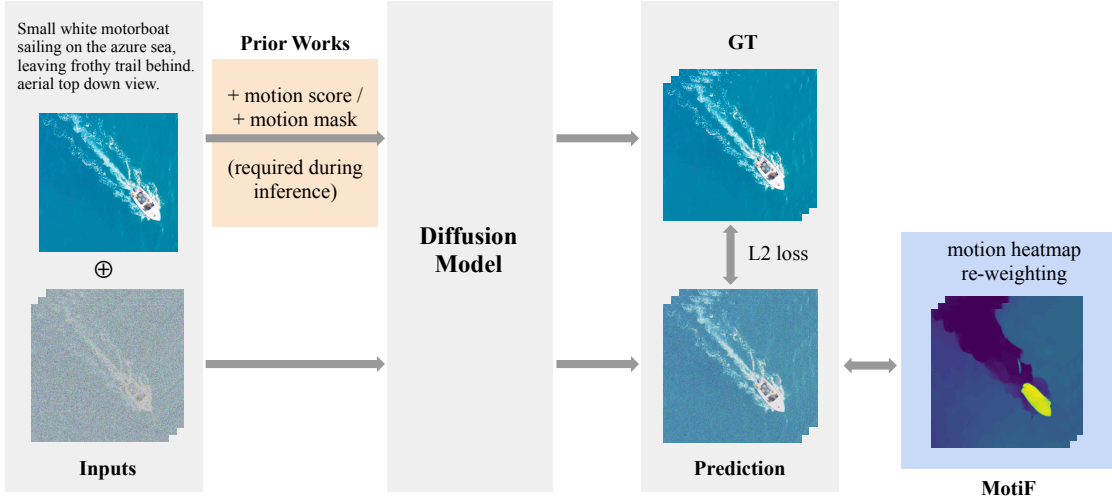 Small white motorboat
sailing on the azure sea,
leaving frothy trail behind.
aerial top down view.
⊕
Inputs
Prior Works
+ motion score /
+ motion mask
(required during
inference)
Diffusion
Model
GT
L2 loss
Prediction
motion heatmap
re-weighting
MotiF